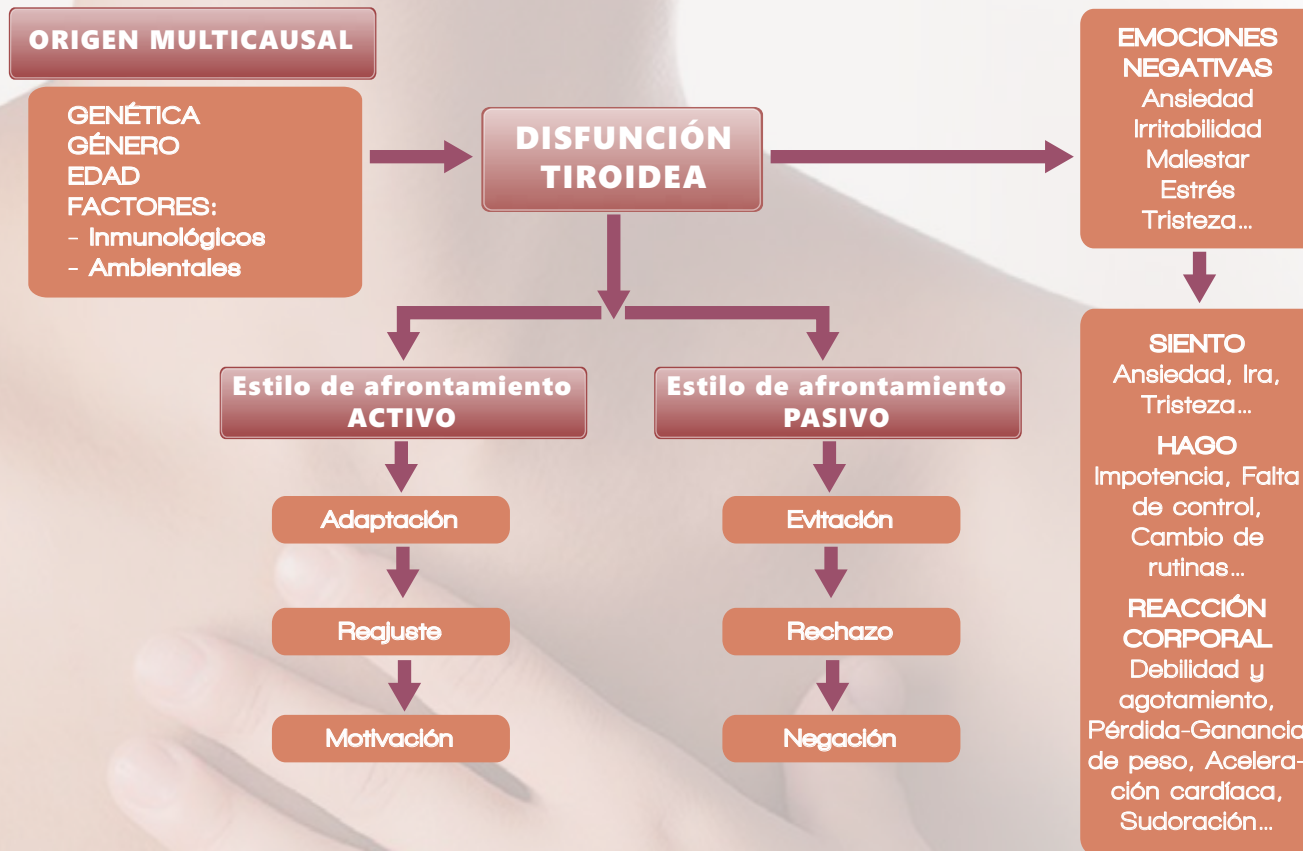 ORIGEN MULTICAUSAL
GENÉTICA
GÉNERO
EDAD
FACTORES:
- Inmunológicos
- Ambientales
DISFUNCIÓN
TIROIDEA
EMOCIONES
NEGATIVAS
Ansiedad
Irritabilidad
Malestar
Estrés
Tristeza...
Estilo de afrontamiento
ACTIVO
Adaptación
Reajuste
Motivación
Estilo de afrontamiento
PASIVO
Evitación
Rechazo
Negación
SIENTO
Ansiedad, Ira,
Tristeza...
HAGO
Impotencia, Falta
de control,
Cambio de
rutinas...
REACCIÓN
CORPORAL
Debilidad y
agotamiento,
Pérdida-Ganancia
de peso, Acelera-
ción cardíaca,
Sudoración...